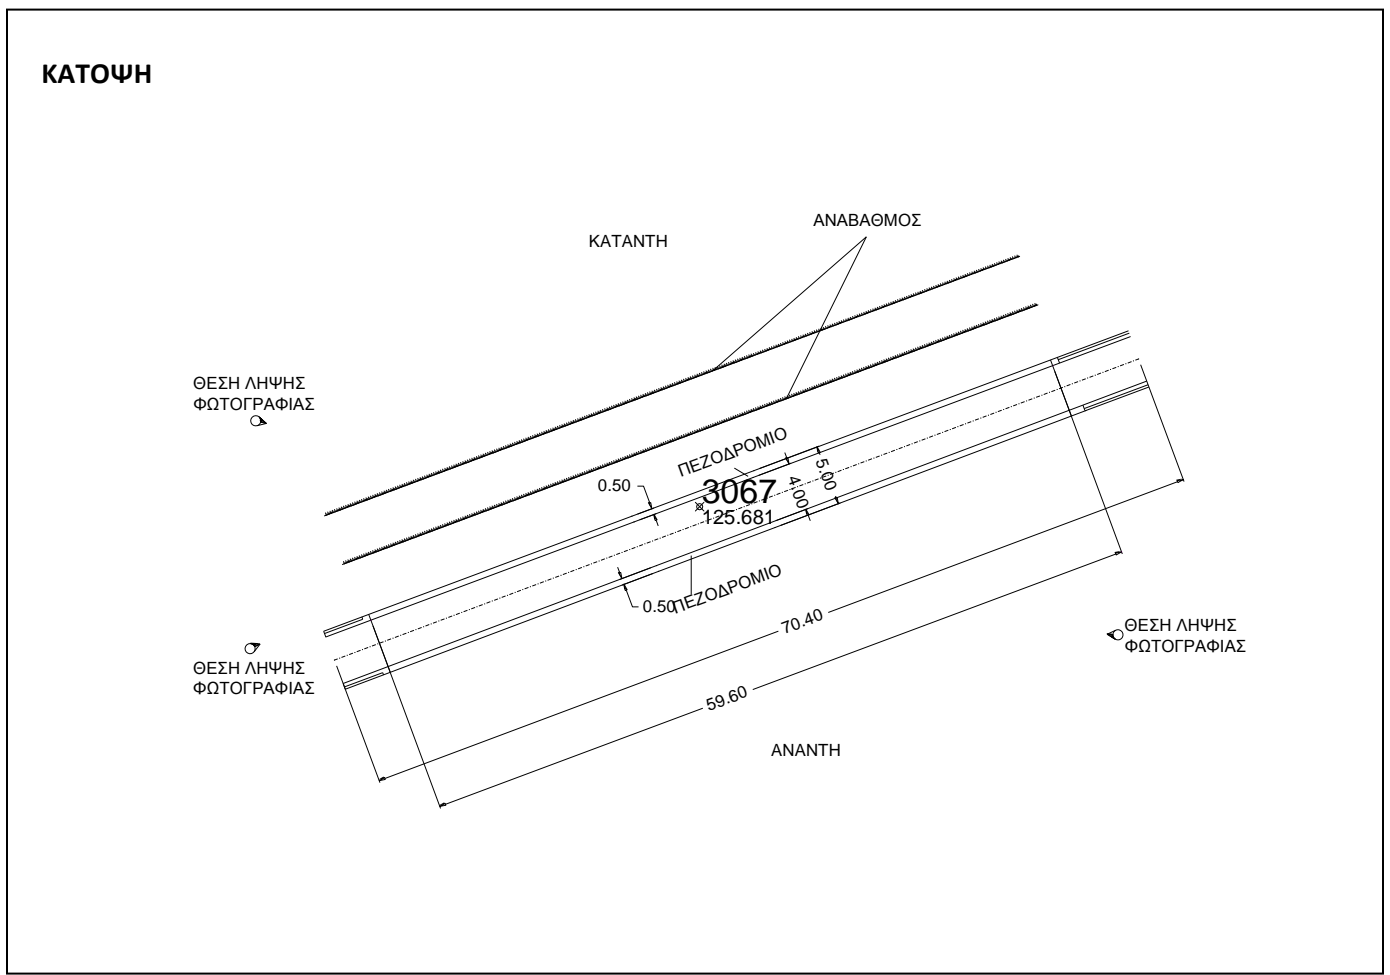 ΚΑΤΟΨΗ
ΑΝΑΒΑΘΜΟΣ
ΚΑΤΑΝΤΗ
ΘΕΣΗ ΛΗΨΗΣ
ΦΩΤΟΓΡΑΦΙΑΣ
ΠΕΖΟΔΡΟΜΙΟ
5.00
4.00
0.50
3067
125.681
ΠΕΖΟΔΡΟΜΙΟ
0.50
70.40
ΘΕΣΗ ΛΗΨΗΣ
ΦΩΤΟΓΡΑΦΙΑΣ
ΘΕΣΗ ΛΗΨΗΣ
ΦΩΤΟΓΡΑΦΙΑΣ
59.60
ΑΝΑΝΤΗ